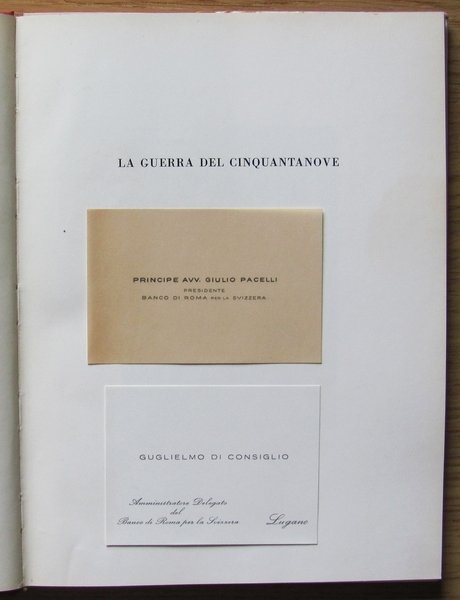 LA GUERRA DEL CINQUANTANOVE
PRINCIPE AVV. GIULIO PACELLI
PRESIDENTE
BANCO DI ROMA PER LA SVIZZERA
GUGLIELMO DI CONSIGLIO
Amministratore Delegato
del
Banco di Roma per la Svizzera
Lugano